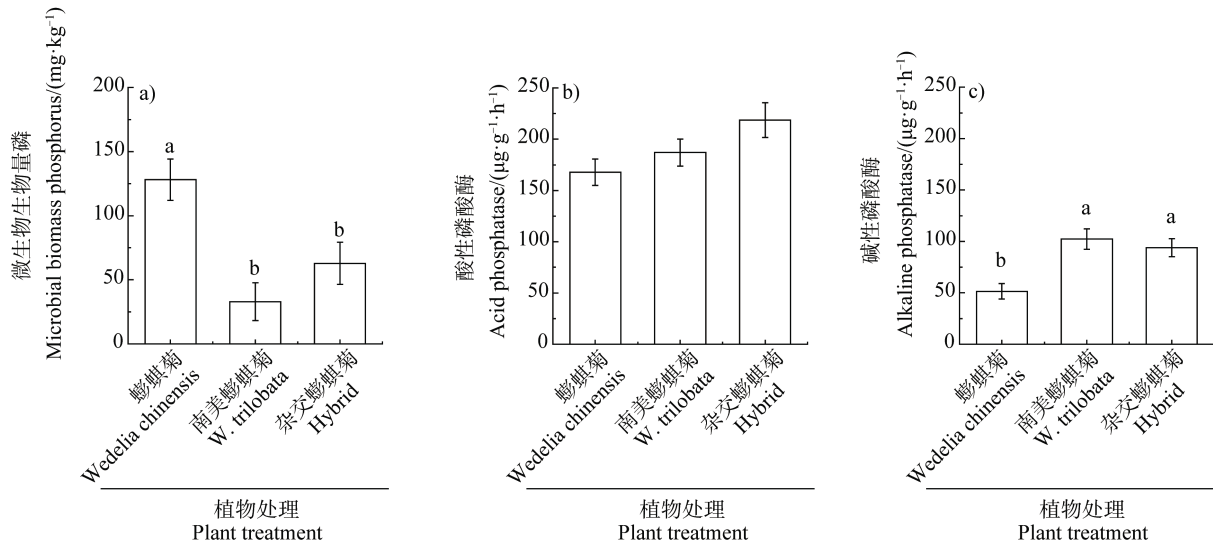 微生物生物量磷
Microbial biomass phosphorus/(mg·kg⁻¹)
200
150
100
50
0
a)
a
b
b
蟛蜞菊
Wedelia chinensis
南美蟛蜞菊
W. trilobata
杂交蟛蜞菊
Hybrid
植物处理
Plant treatment
酸性磷酸酶
Acid phosphatase/(μg·g⁻¹·h⁻¹)
250
200
150
100
50
0
b)
蟛蜞菊
Wedelia chinensis
南美蟛蜞菊
W. trilobata
杂交蟛蜞菊
Hybrid
植物处理
Plant treatment
碱性磷酸酶
Alkaline phosphatase/(μg·g⁻¹·h⁻¹)
250
200
150
100
50
0
c)
b
a
a
蟛蜞菊
Wedelia chinensis
南美蟛蜞菊
W. trilobata
杂交蟛蜞菊
Hybrid
植物处理
Plant treatment